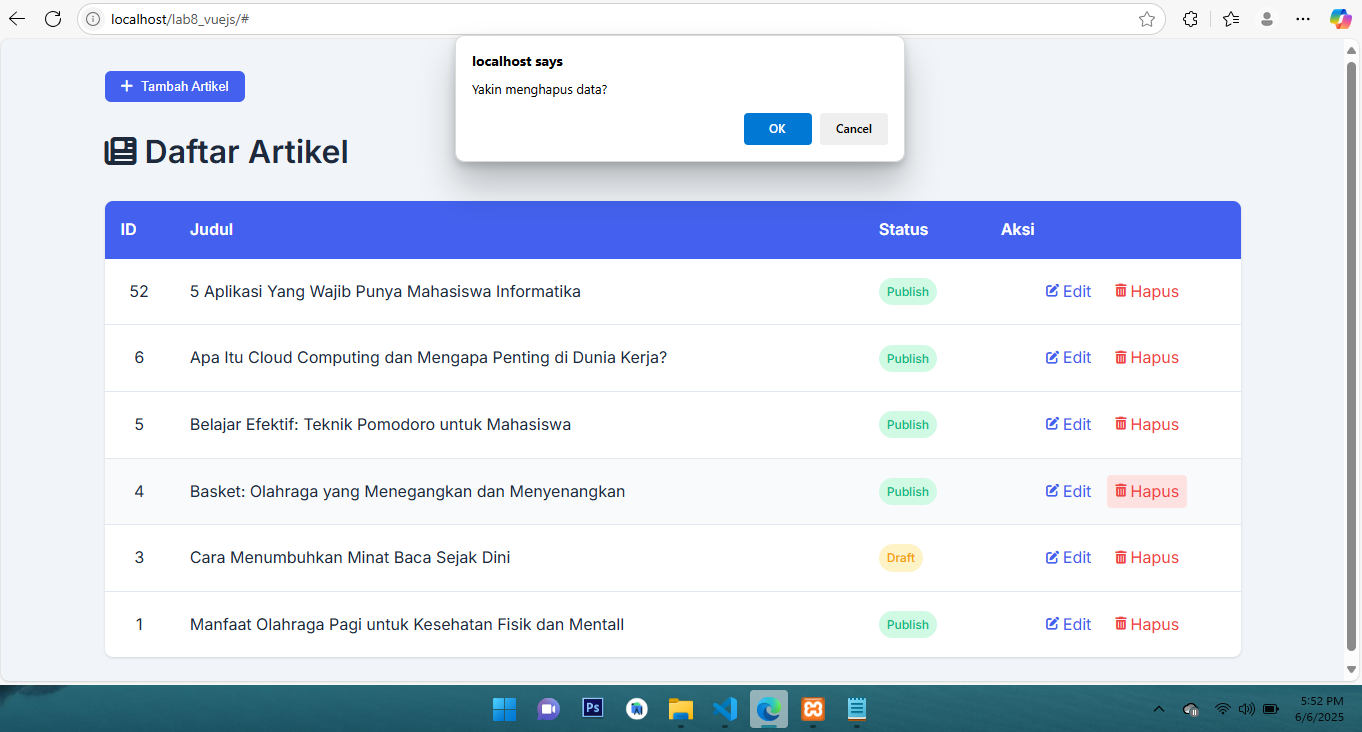 localhost/lab8_vuejs/#
localhost says
Yakin menghapus data?
OK Cancel
Tambah Artikel
Daftar Artikel
ID Judul Status Aksi
52 5 Aplikasi Yang Wajib Punya Mahasiswa Informatika Publish Edit Hapus
6 Apa Itu Cloud Computing dan Mengapa Penting di Dunia Kerja? Publish Edit Hapus
5 Belajar Efektif: Teknik Pomodoro untuk Mahasiswa Publish Edit Hapus
4 Basket: Olahraga yang Menegangkan dan Menyenangkan Publish Edit Hapus
3 Cara Menumbuhkan Minat Baca Sejak Dini Draft Edit Hapus
1 Manfaat Olahraga Pagi untuk Kesehatan Fisik dan Mentall Publish Edit Hapus
Ps
5:52 PM
6/6/2025